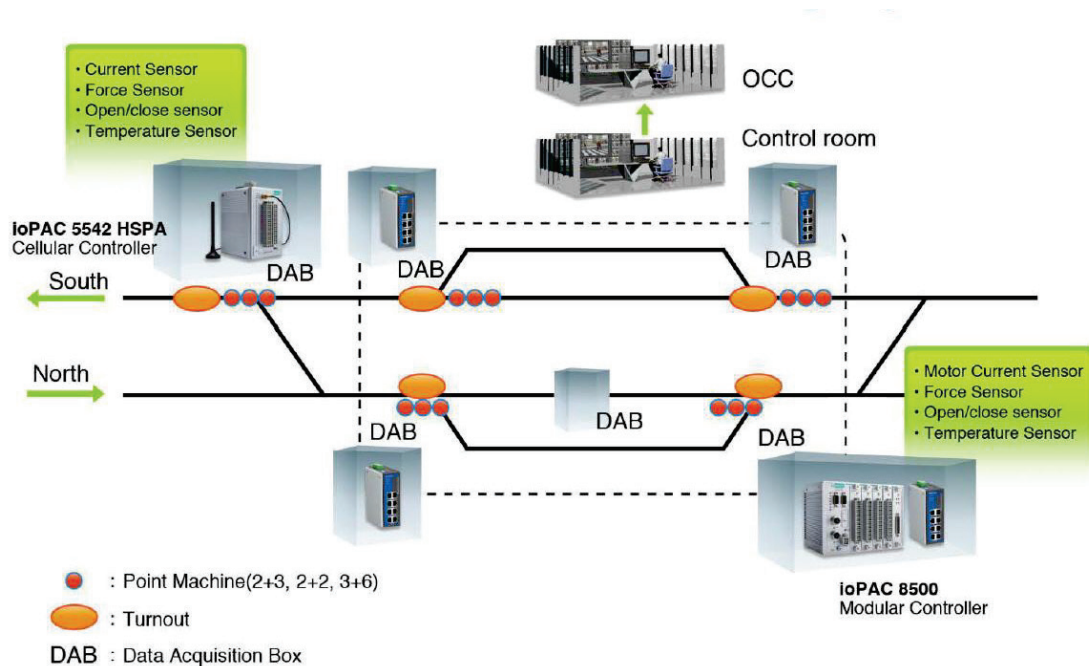 • Current Sensor
• Force Sensor
• Open/close sensor
• Temperature Sensor
OCC
Control room
ioPAC 5542 HSPA
Cellular Controller
DAB
DAB
DAB
South
North
• Motor Current Sensor
• Force Sensor
• Open/close sensor
• Temperature Sensor
DAB
DAB
DAB
ioPAC 8500
Modular Controller
: Point Machine(2+3, 2+2, 3+6)
: Turnout
DAB : Data Acquisition Box